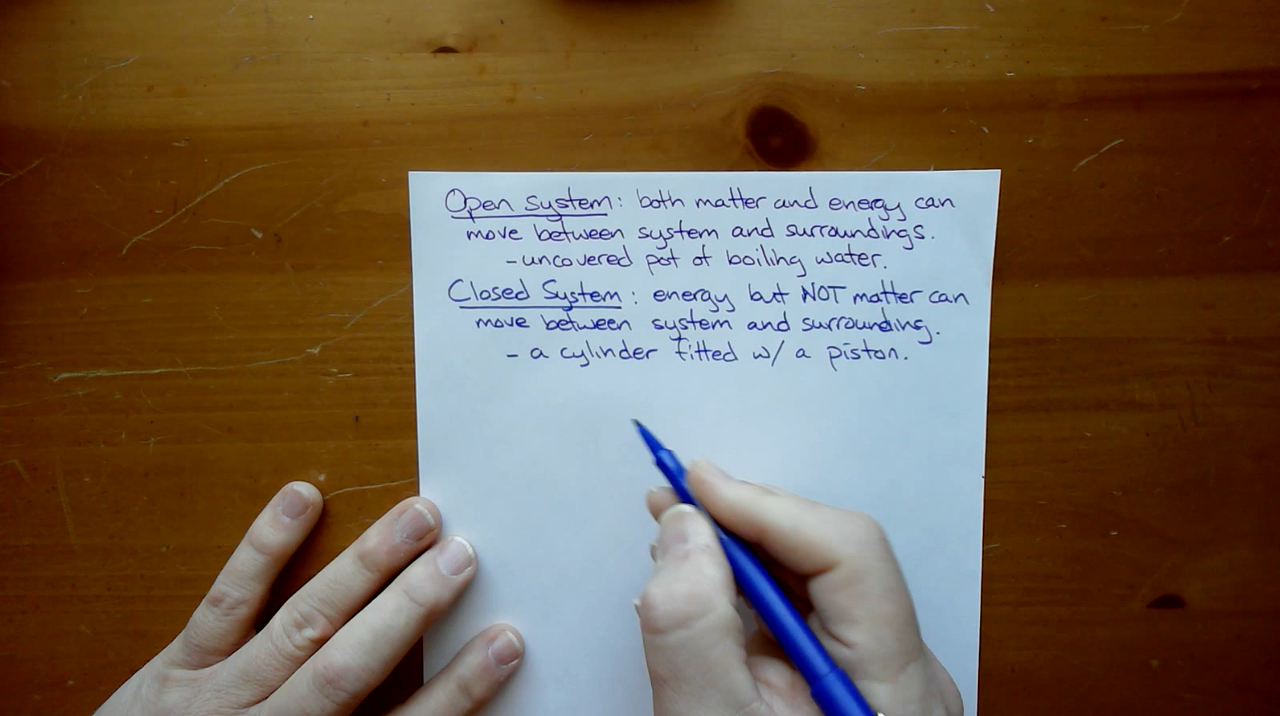 Open system: both matter and energy can
move between system and surroundings.
- uncovered pot of boiling water.
Closed System: energy but NOT matter can
move between system and surrounding.
- a cylinder fitted w/ a piston.